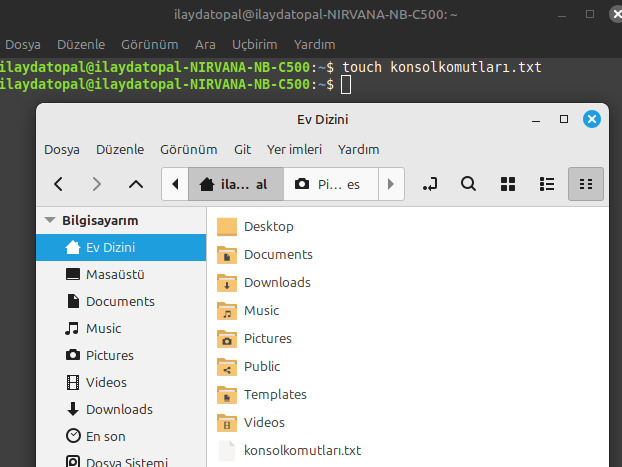 ilaydatopal@ilaydatopal-NIRVANA-NB-C500: ~
Dosya Düzenle Görünüm Ara Uçbirim Yardım
ilaydatopal@ilaydatopal-NIRVANA-NB-C500:~$ touch konsolkomutları.txt
ilaydatopal@ilaydatopal-NIRVANA-NB-C500:~$
Ev Dizini
Dosya Düzenle Görünüm Git Yer imleri Yardım
ila… al Pi… es
Bilgisayarım
Ev Dizini
Masaüstü
Documents
Music
Pictures
Videos
Downloads
En son
Dosya Sistemi
Desktop
Documents
Downloads
Music
Pictures
Public
Templates
Videos
konsolkomutları.txt